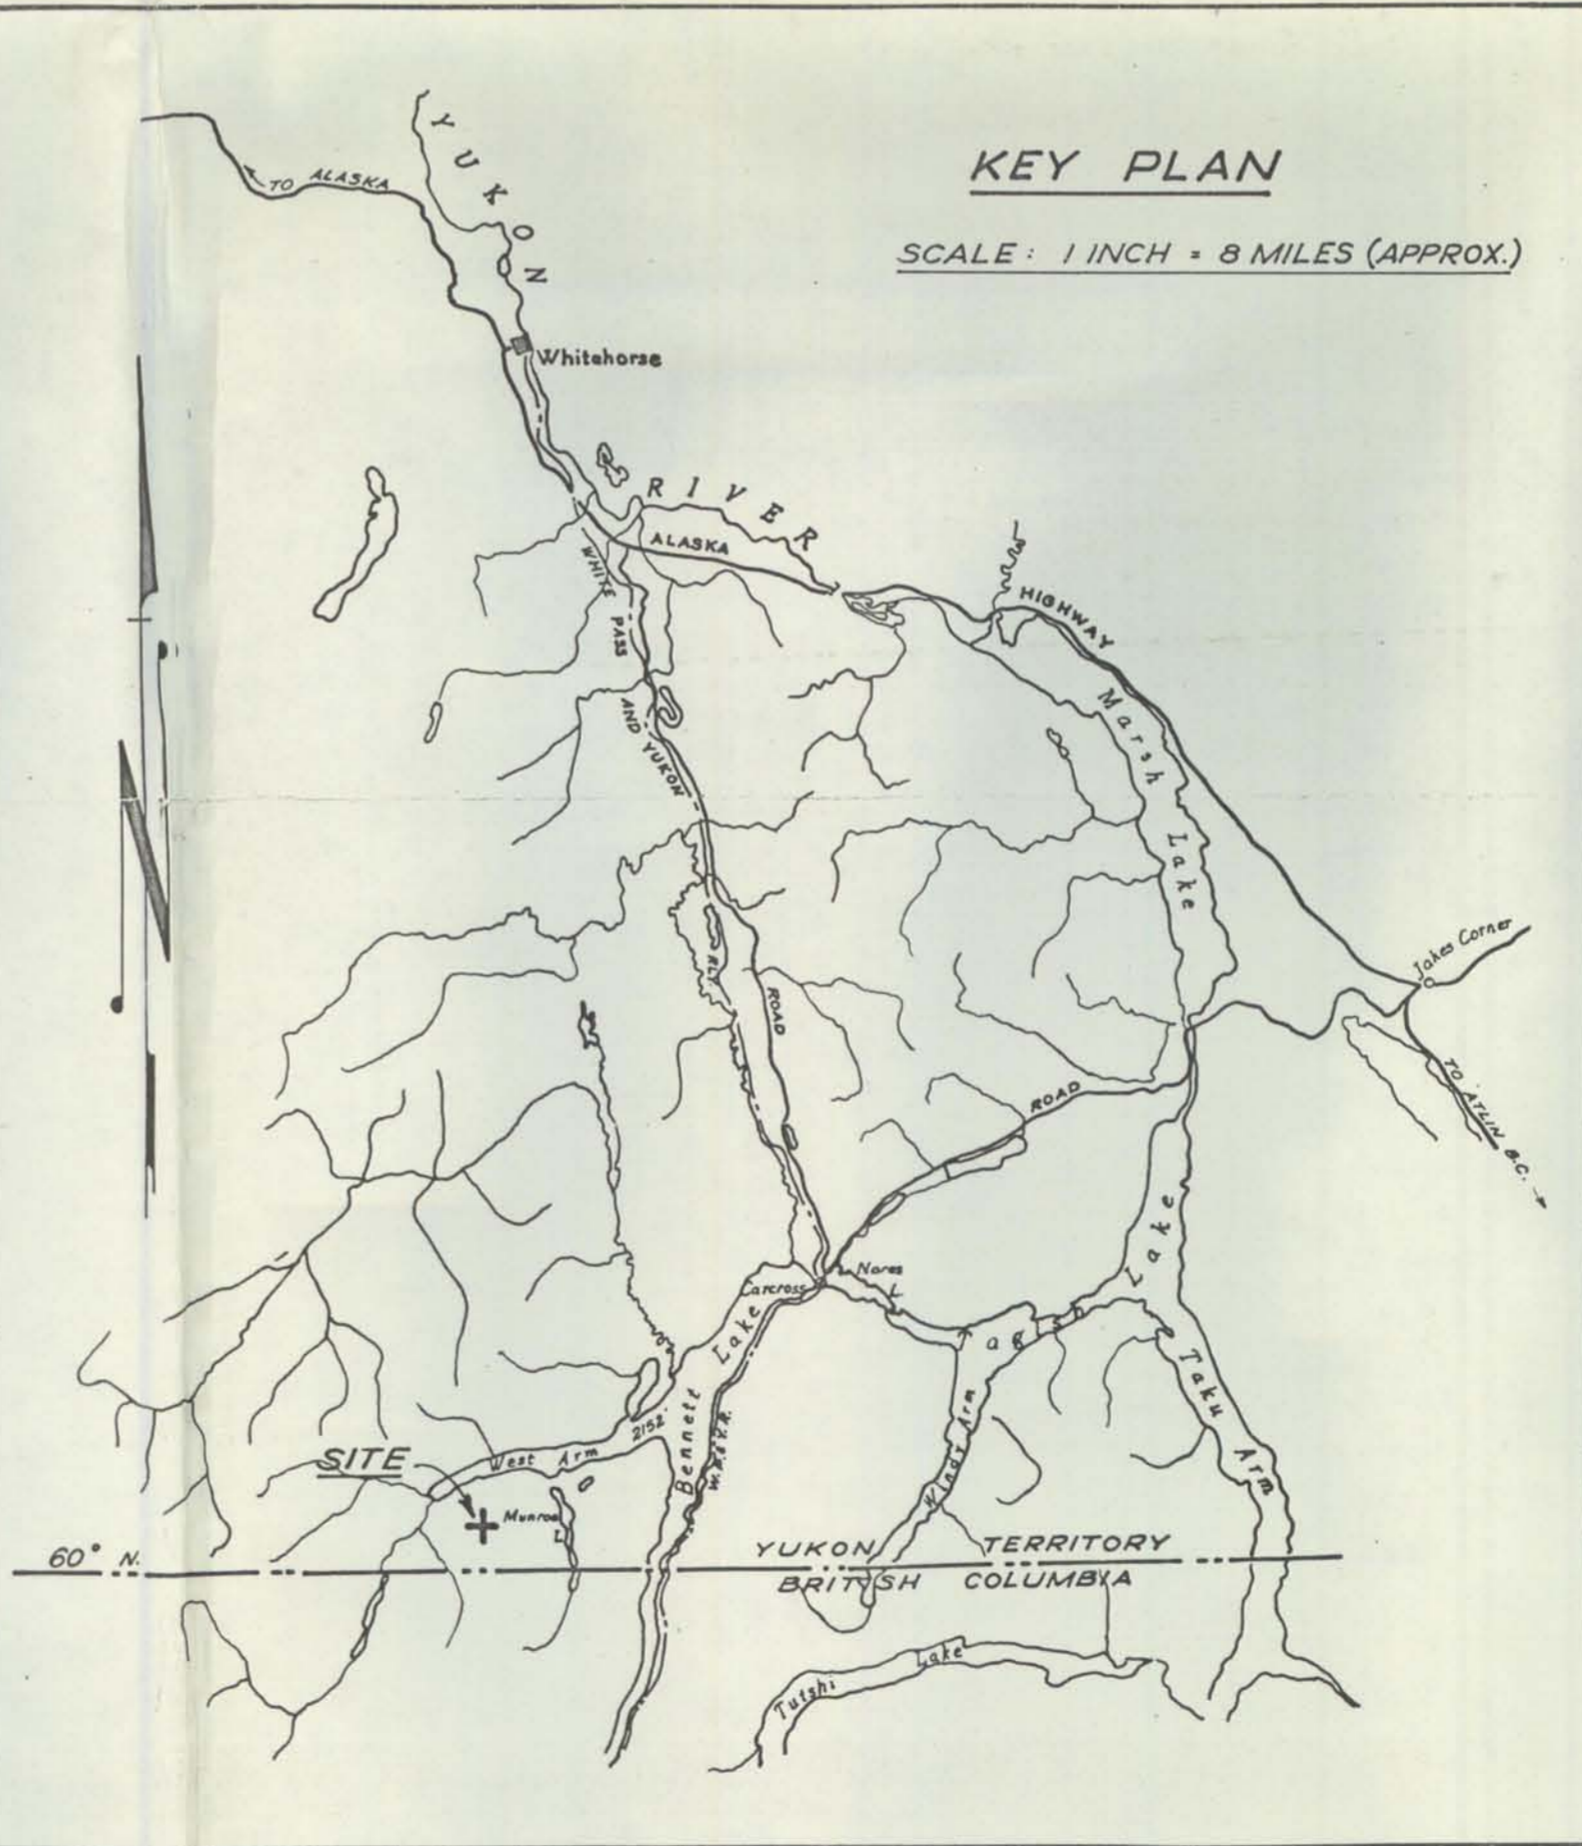 KEY PLAN
SCALE: 1 INCH = 8 MILES (APPROX.)
YUKON
TO ALASKA
Whitehorse
RIVER
ALASKA
HIGHWAY
WHITE
PASS
AND YUKON
RLY
Marsh
Lake
Jakes Corner
ROAD
ROAD
TO ATLIN B.C.
N
Nares
L
Carcross
Lake
Bennett
Lake
Tagish
Taku
Arm
Windy Arm
2152'
West Arm
W.P. & Y.R.
SITE
Munroe
L
60° N.
YUKON TERRITORY
BRITISH COLUMBIA
Tutshi Lake